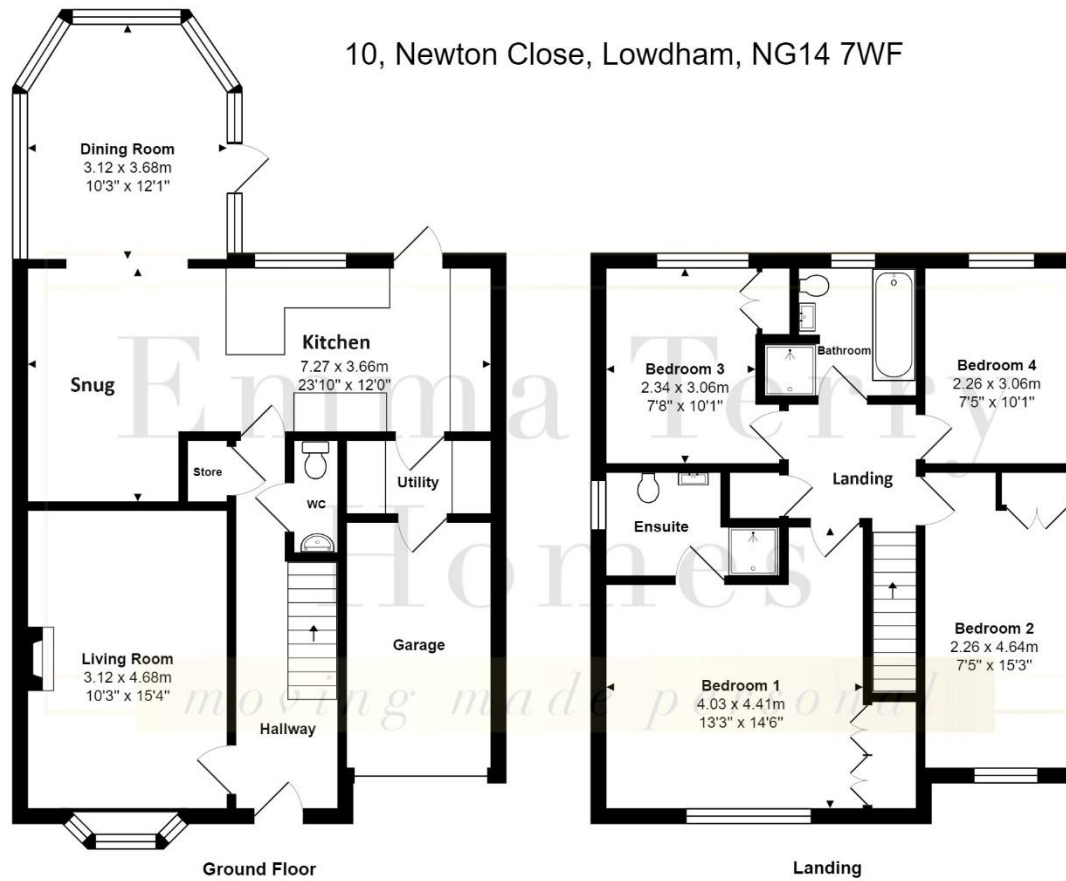 10, Newton Close, Lowdham, NG14 7WF
Dining Room
3.12 x 3.68m
10'3" x 12'1"
Kitchen
7.27 x 3.66m
23'10" x 12'0"
Snug
Store
WC
Utility
Living Room
3.12 x 4.68m
10'3" x 15'4"
Hallway
Garage
Ground Floor
Bedroom 3
2.34 x 3.06m
7'8" x 10'1"
Bathroom
Bedroom 4
2.26 x 3.06m
7'5" x 10'1"
Landing
Ensuite
Bedroom 1
4.03 x 4.41m
13'3" x 14'6"
Bedroom 2
2.26 x 4.64m
7'5" x 15'3"
Landing
Emma Terry
Homes
moving made personal